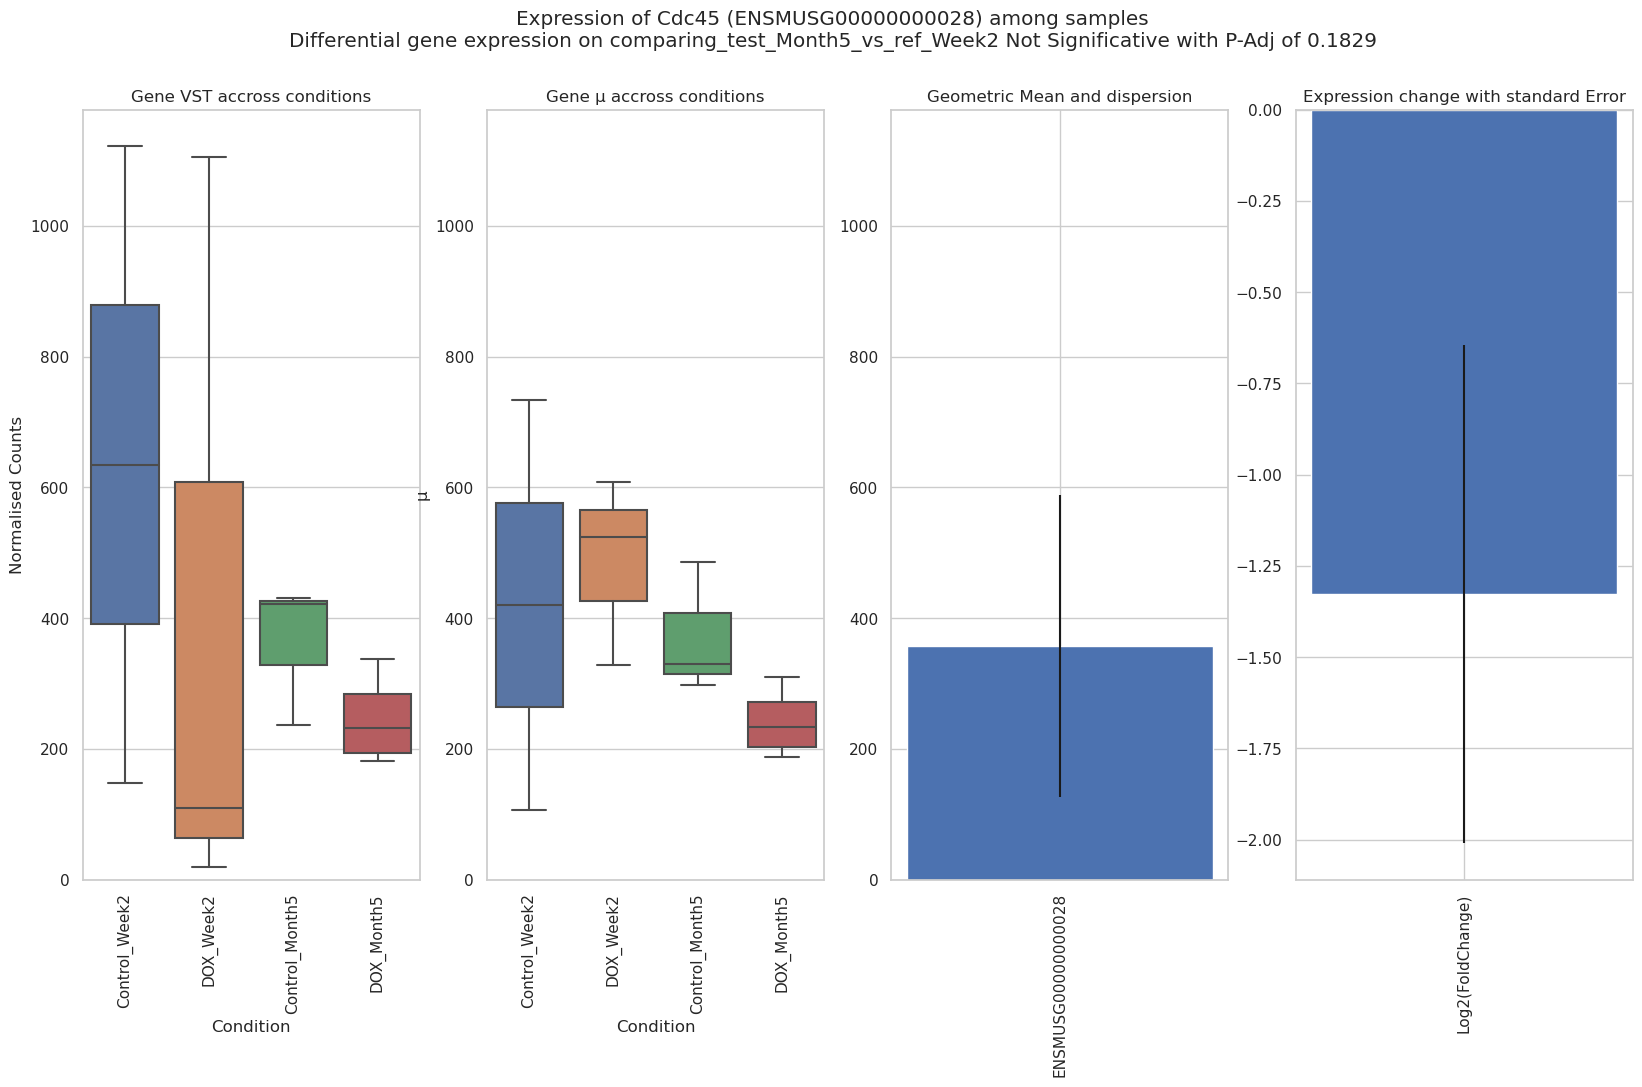 Expression of Cdc45 (ENSMUSG00000000028) among samples
Differential gene expression on comparing_test_Month5_vs_ref_Week2 Not Significative with P-Adj of 0.1829
Gene VST accross conditions
Normalised Counts
1000
800
600
400
200
0
Control_Week2
DOX_Week2
Control_Month5
DOX_Month5
Condition
Gene μ accross conditions
μ
1000
800
600
400
200
0
Control_Week2
DOX_Week2
Control_Month5
DOX_Month5
Condition
Geometric Mean and dispersion
1000
800
600
400
200
0
ENSMUSG00000000028
Expression change with standard Error
0.00
−0.25
−0.50
−0.75
−1.00
−1.25
−1.50
−1.75
−2.00
Log2(FoldChange)